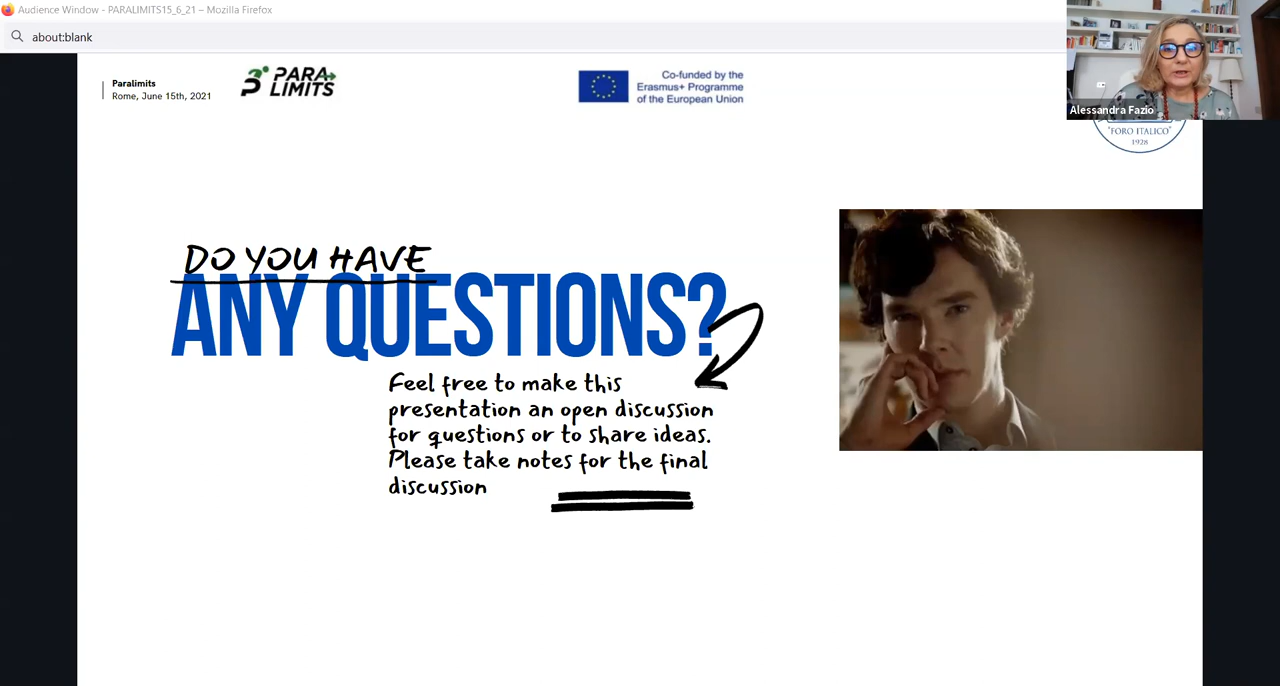 Audience Window - PARALIMITS15_6_21 – Mozilla Firefox
about:blank
Paralimits
Rome, June 15th, 2021
PARA
LIMITS
Co-funded by the
Erasmus+ Programme
of the European Union
Alessandra Fazio
"FORO ITALICO"
1928
DO YOU HAVE
ANY QUESTIONS?
Feel free to make this
presentation an open discussion
for questions or to share ideas.
Please take notes for the final
discussion